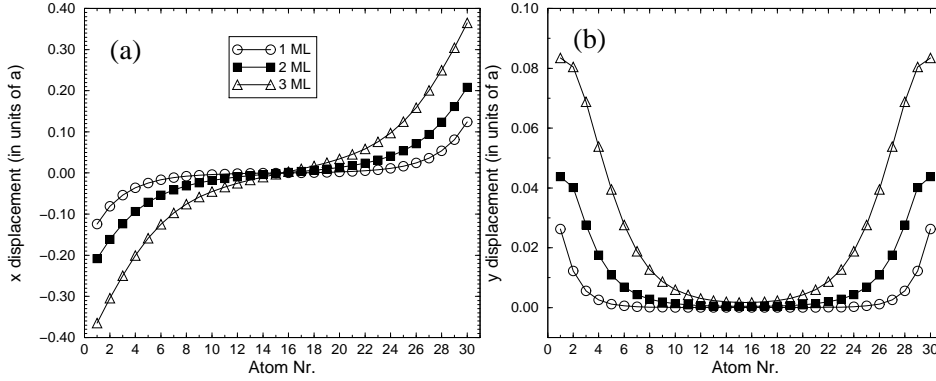 (a)
1 ML
2 ML
3 ML
x displacement (in units of a)
0.40
0.30
0.20
0.10
0.00
−0.10
−0.20
−0.30
−0.40
0 2 4 6 8 10 12 14 16 18 20 22 24 26 28 30
Atom Nr.
(b)
y displacement (in units of a)
0.10
0.08
0.06
0.04
0.02
0.00
0 2 4 6 8 10 12 14 16 18 20 22 24 26 28 30
Atom Nr.